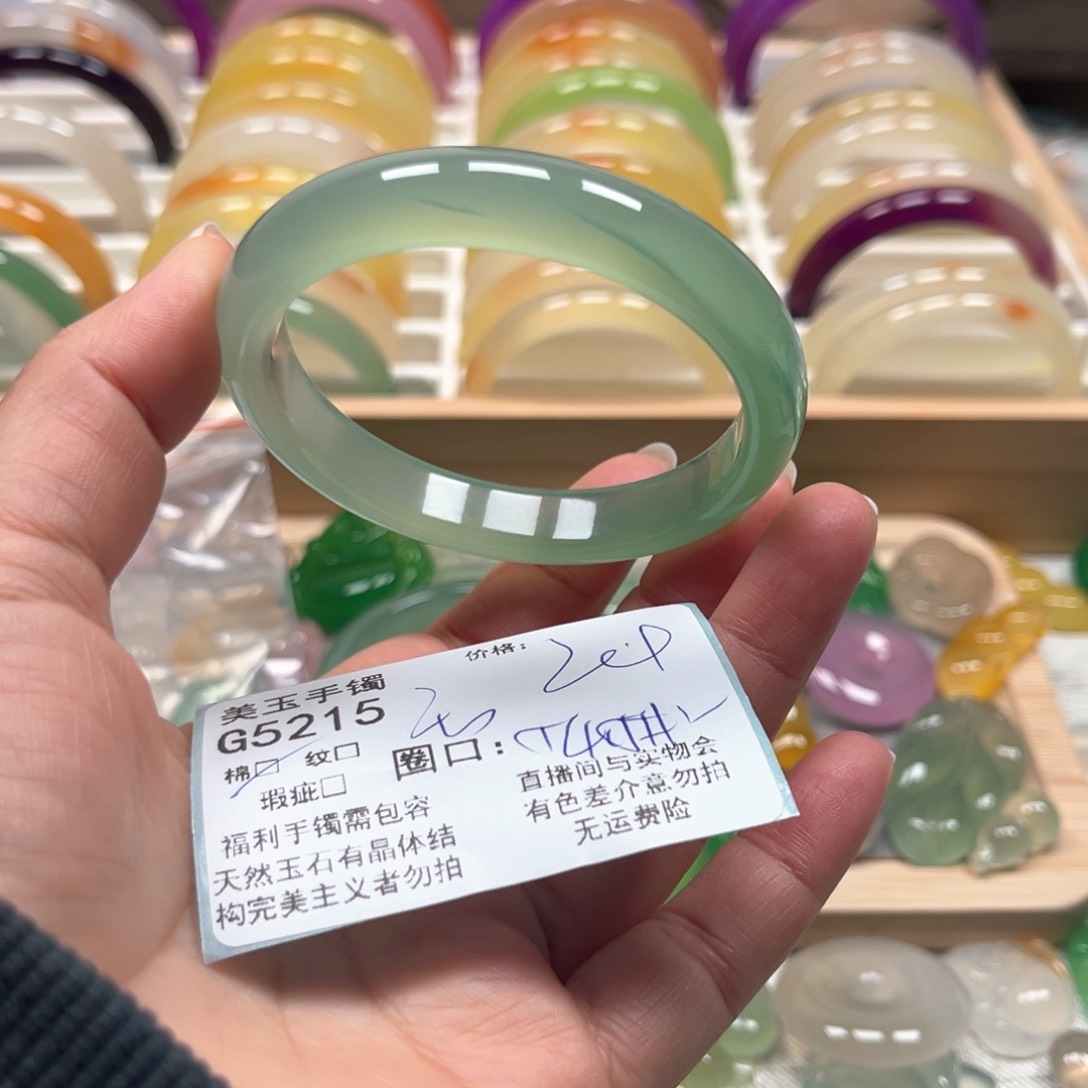 价格:
美玉手镯
G5215
棉□ 纹□ 圈口:
瑕疵□
直播间与实物会
有色差介意勿拍
无运费险
福利手镯需包容
天然玉石有晶体结
构完美主义者勿拍